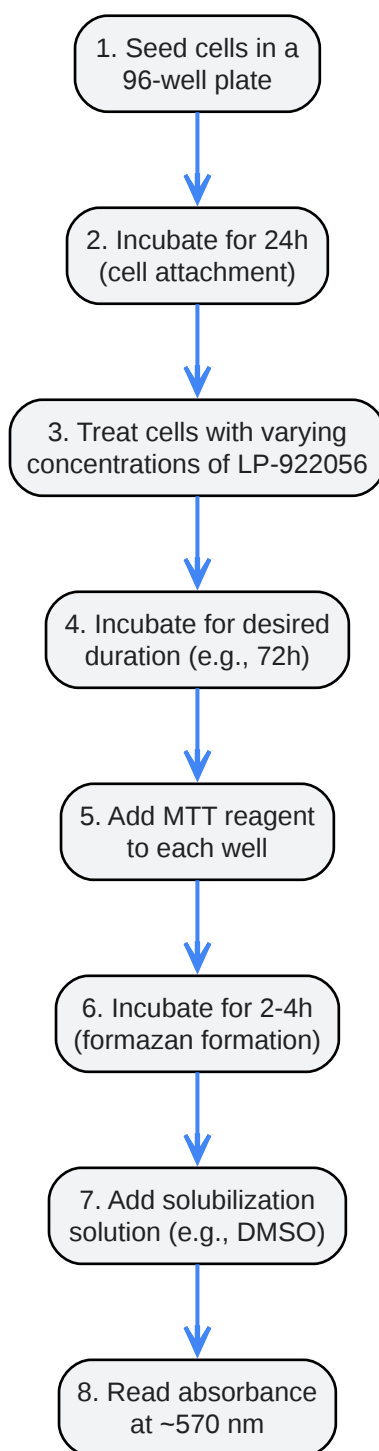 1. Seed cells in a
96-well plate
2. Incubate for 24h
(cell attachment)
3. Treat cells with varying
concentrations of LP-922056
4. Incubate for desired
duration (e.g., 72h)
5. Add MTT reagent
to each well
6. Incubate for 2-4h
(formazan formation)
7. Add solubilization
solution (e.g., DMSO)
8. Read absorbance
at ~570 nm